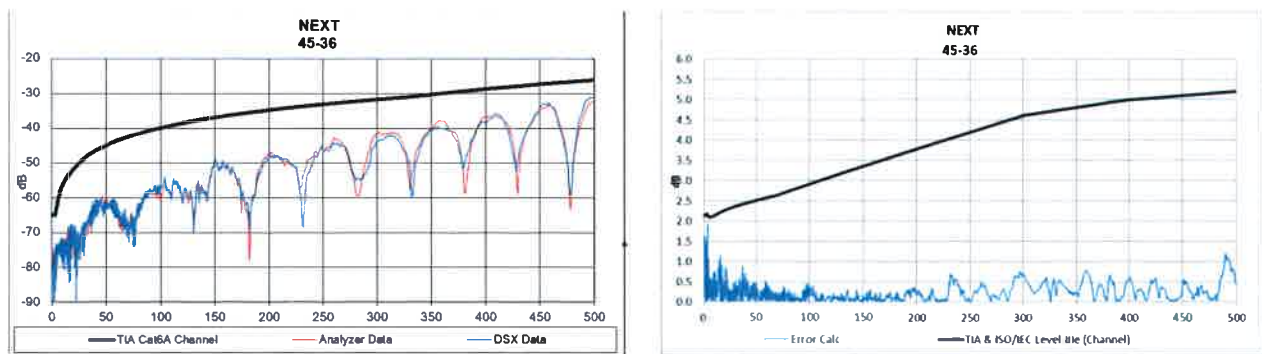 NEXT
45-36
-20
-30
-40
-50
-60
-70
-80
-90
dB
0 50 100 150 200 250 300 350 400 450 500
TIA Cat6A Channel Analyzer Data DSX Data
NEXT
45-36
6.0
5.5
5.0
4.5
4.0
3.5
3.0
2.5
2.0
1.5
1.0
0.5
0.0
dB
0 50 100 150 200 250 300 350 400 450 500
Error Calc TIA & ISO/IEC Level IIIe (Channel)